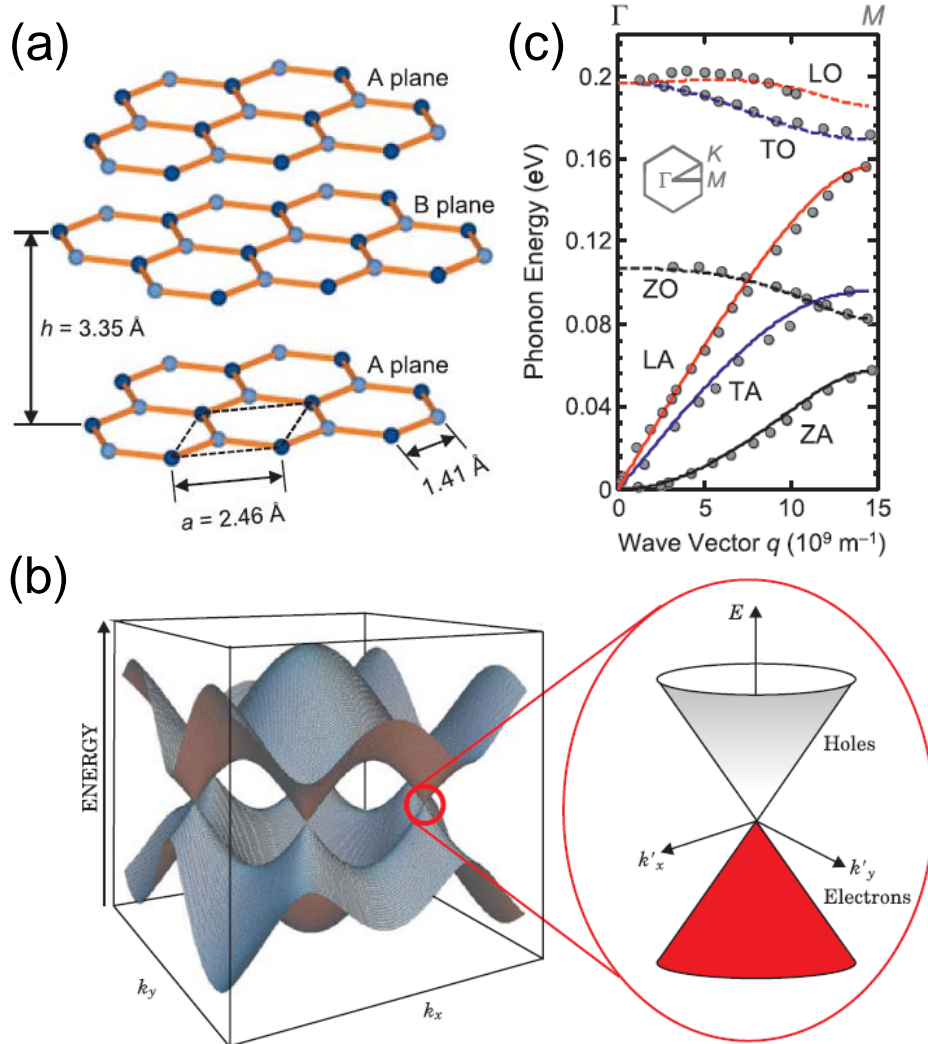 (a)
A plane
B plane
h = 3.35 Å
A plane
1.41 Å
a = 2.46 Å
(c)
Γ
M
0.2
0.16
0.12
0.08
0.04
0
0
5
10
15
Phonon Energy (eV)
Wave Vector q (10⁹ m⁻¹)
LO
TO
K
Γ
M
ZO
LA
TA
ZA
(b)
ENERGY
k_y
k_x
E
Holes
k'_x
k'_y
Electrons